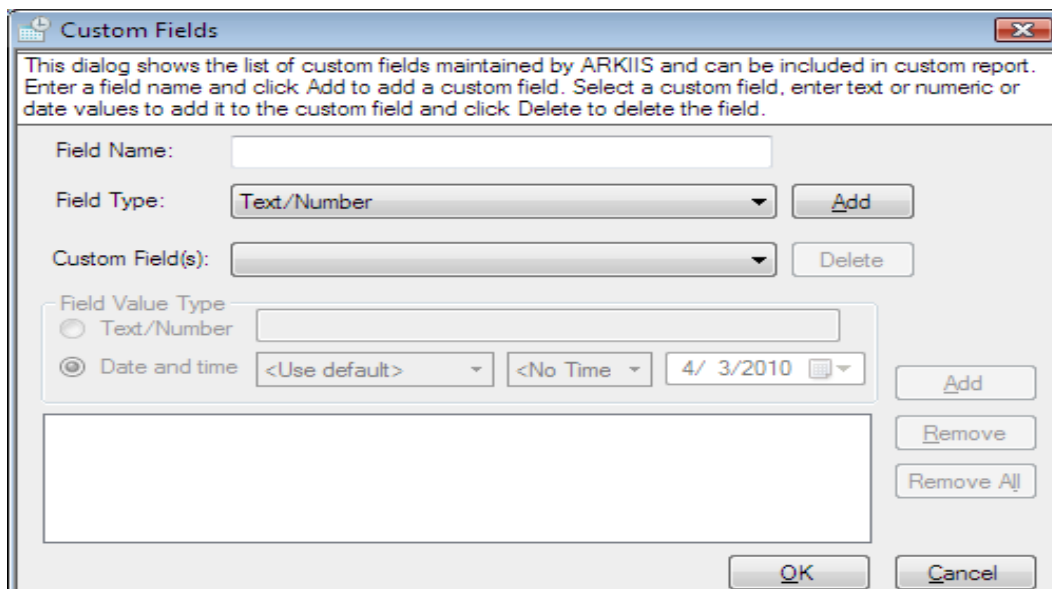 Custom Fields
This dialog shows the list of custom fields maintained by ARKIIS and can be included in custom report.
Enter a field name and click Add to add a custom field. Select a custom field, enter text or numeric or
date values to add it to the custom field and click Delete to delete the field.
Field Name:
Field Type: Text/Number Add
Custom Field(s): Delete
Field Value Type
Text/Number
Date and time <Use default> <No Time 4/ 3/2010
Add
Remove
Remove All
OK Cancel